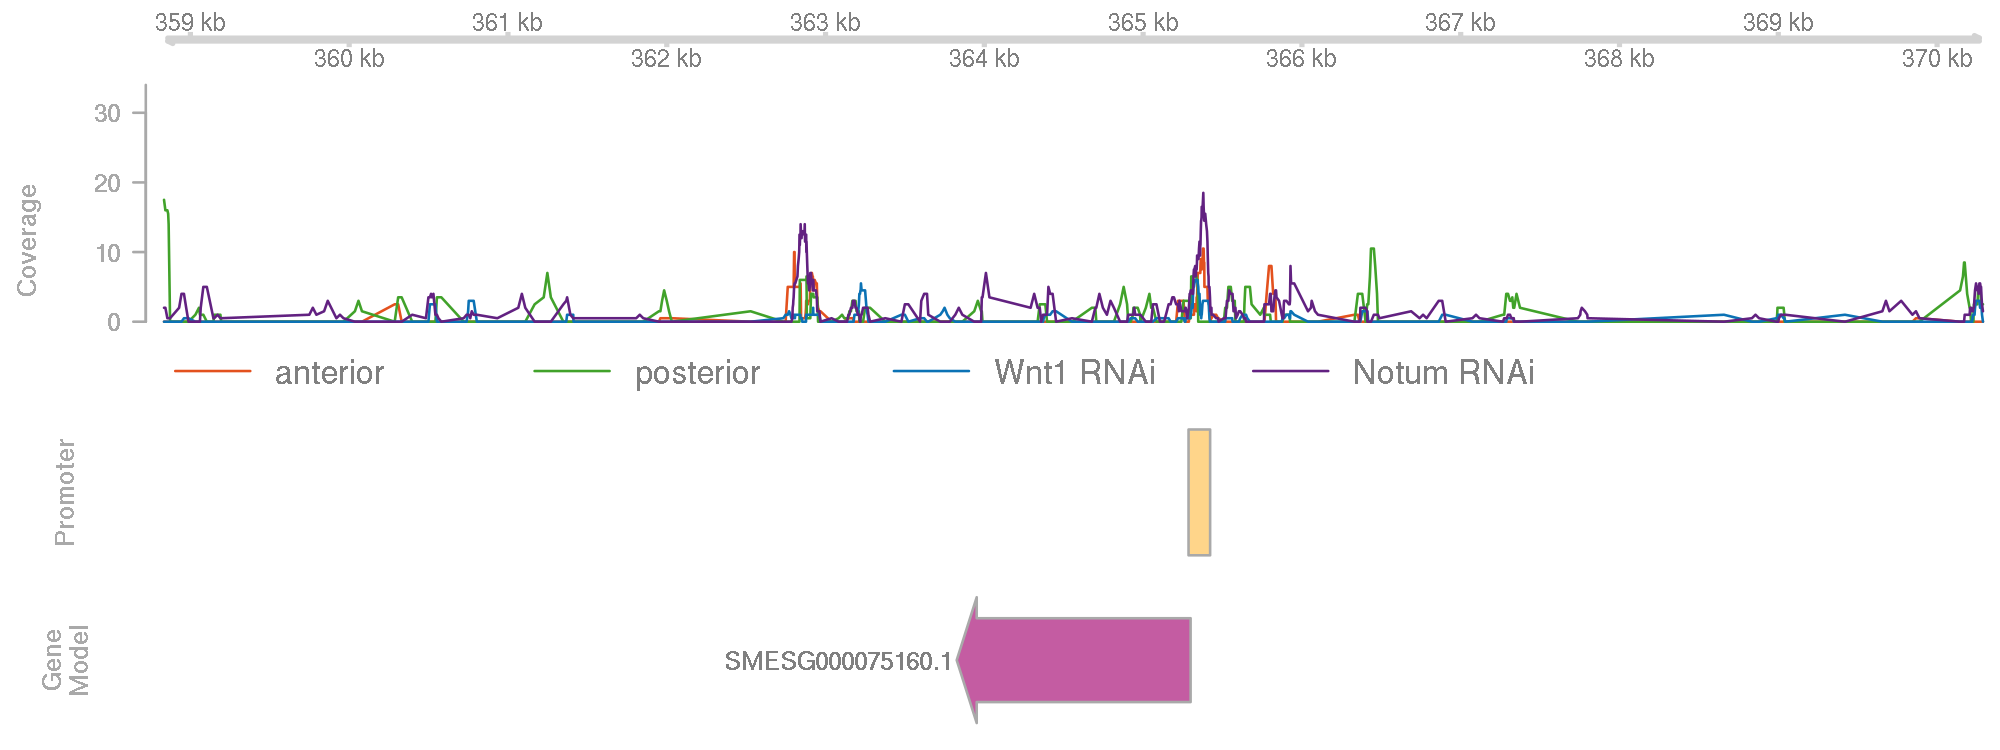 359 kb 361 kb 363 kb 365 kb 367 kb 369 kb
360 kb 362 kb 364 kb 366 kb 368 kb 370 kb
30
20
10
0
Coverage
anterior posterior Wnt1 RNAi Notum RNAi
Promoter
Gene
Model
SMESG000075160.1